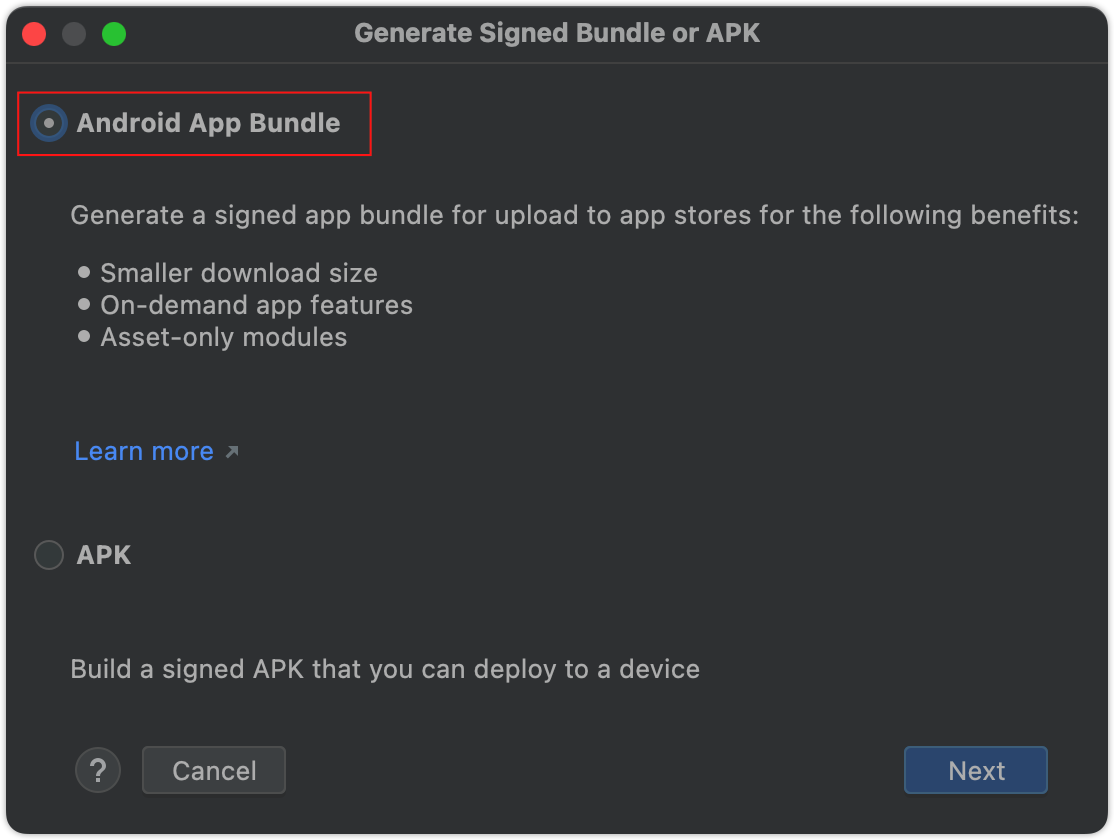 Generate Signed Bundle or APK
Android App Bundle
Generate a signed app bundle for upload to app stores for the following benefits:
Smaller download size
On-demand app features
Asset-only modules
Learn more ↗
APK
Build a signed APK that you can deploy to a device
? Cancel Next